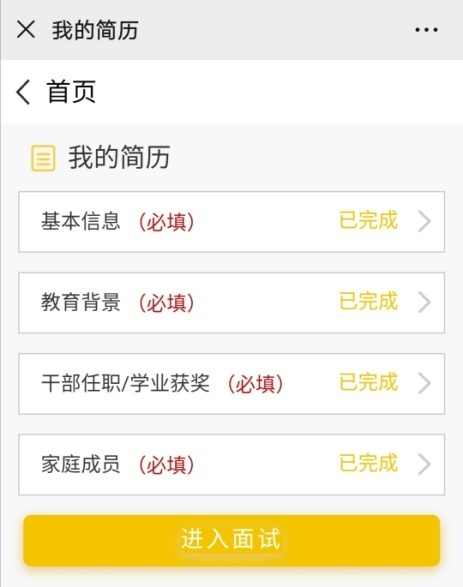 我的简历
首页
我的简历
基本信息 （必填） 已完成
教育背景 （必填） 已完成
干部任职/学业获奖 （必填） 已完成
家庭成员 （必填） 已完成
进入面试